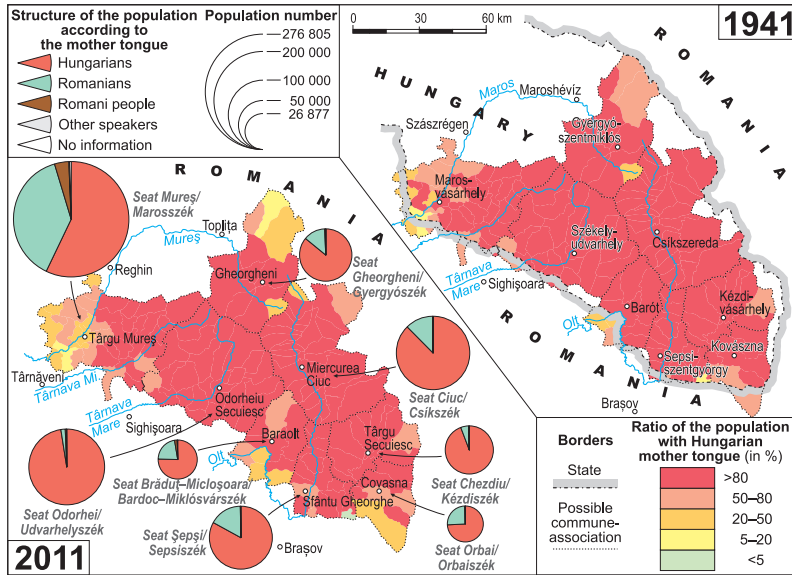 Structure of the population
according to
the mother tongue
Hungarians
Romanians
Romani people
Other speakers
No information
Population number
276 805
200 000
100 000
50 000
26 877
0 20 40 60 km
1941
ROMANIA
HUNGARY
Maros
Maroshévíz
Szászrégen
Gyergyó-
szentmiklós
Maros-
vásárhely
Székely-
udvarhely
Csíkszereda
Târnava
Mare
Sighișoara
Barót
Kézdi-
vásárhely
Olt
Kovászna
Sepsi-
szentgyörgy
Brașov
ROMANIA
ROMANIA
Seat Mureș/
Marosszék
Toplița
Mureș
Reghin
Gheorgheni
Seat
Gheorgheni/
Gyergyószék
Târgu Mureș
Târnăveni
Târnava Mi.
Miercurea
Ciuc
Seat Ciuc/
Csíkszék
Odorheiu
Secuiesc
Târnava
Mare
Sighișoara
Baraolt
Târgu
Secuiesc
Olt
Seat Brăduț–Micloșoara/
Bardoc–Miklósvárszék
Seat Chezdiu/
Kézdiszék
Covasna
Seat Odorhei/
Udvarhelyszék
Sfântu Gheorghe
Seat Șepși/
Sepsiszék
Seat Orbai/
Orbaiszék
Brașov
2011
Borders
State
Possible
commune-
association
Ratio of the population
with Hungarian
mother tongue (in %)
>80
50–80
20–50
5–20
<5